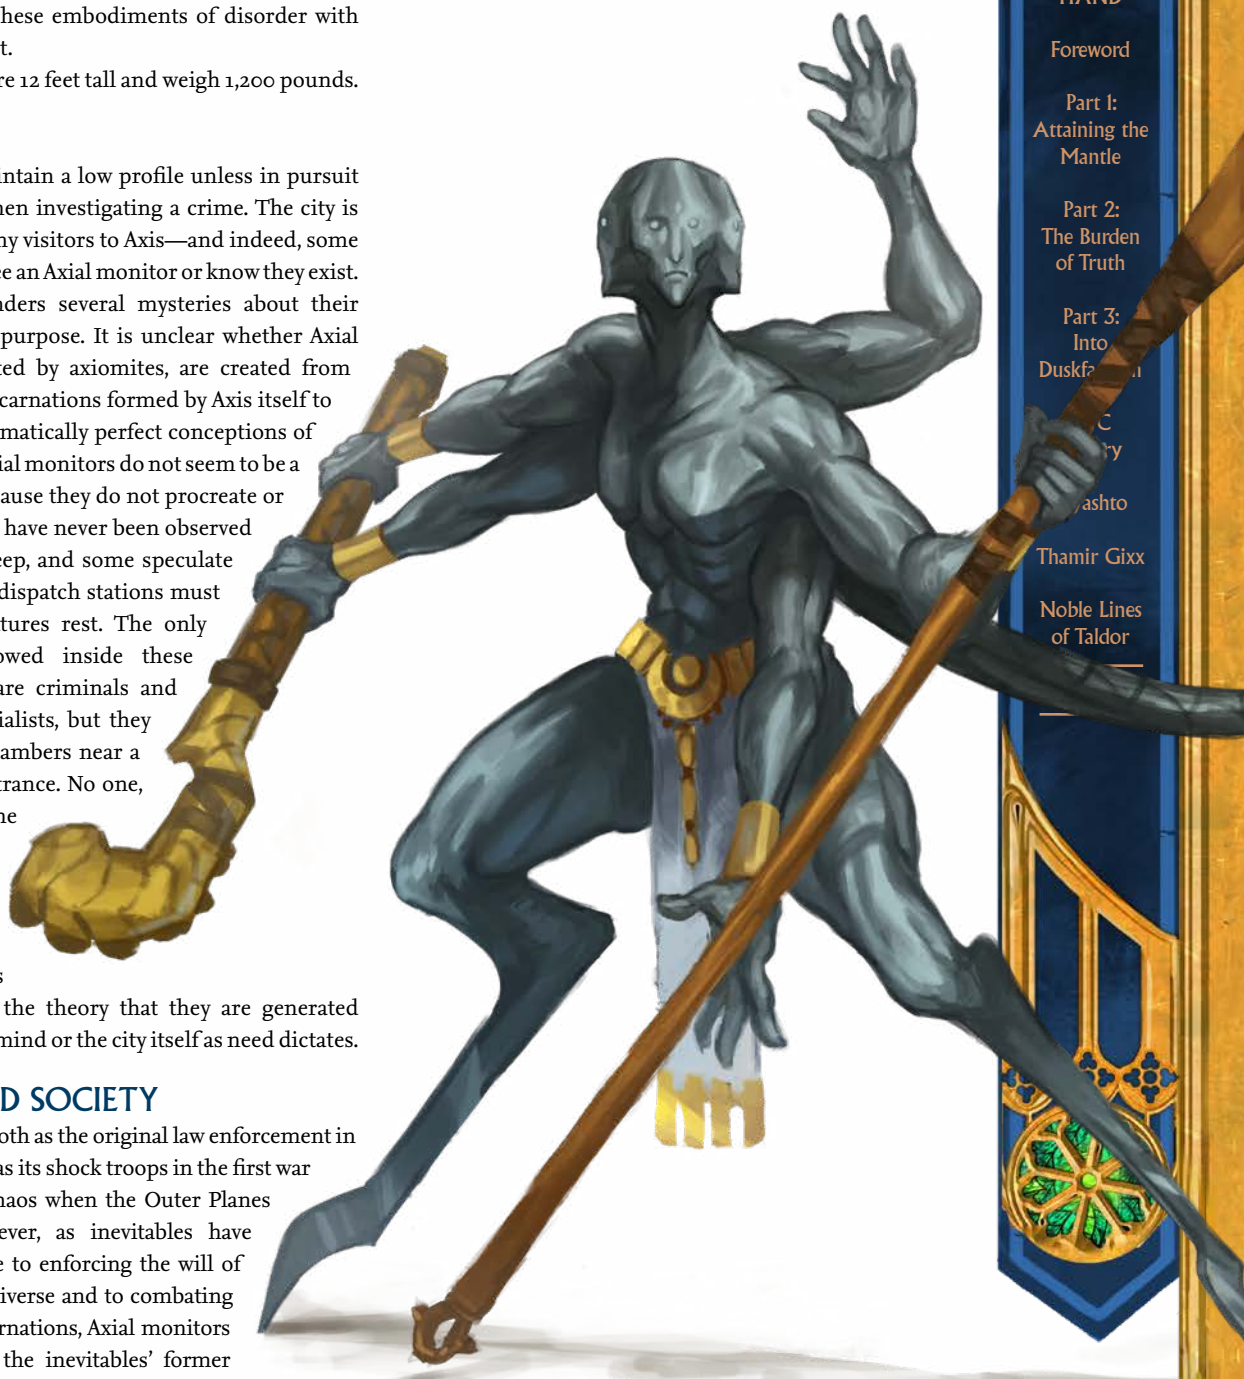 hese embodiments of disorder with
t.
re 12 feet tall and weigh 1,200 pounds.
intain a low profile unless in pursuit
hen investigating a crime. The city is
ny visitors to Axis—and indeed, some
ee an Axial monitor or know they exist.
nders several mysteries about their
purpose. It is unclear whether Axial
ted by axiomites, are created from
carnations formed by Axis itself to
matically perfect conceptions of
ial monitors do not seem to be a
ause they do not procreate or
have never been observed
eep, and some speculate
dispatch stations must
tures rest. The only
owed inside these
are criminals and
ialists, but they
ambers near a
trance. No one,
ne
s
the theory that they are generated
mind or the city itself as need dictates.
D SOCIETY
oth as the original law enforcement in
as its shock troops in the first war
haos when the Outer Planes
ever, as inevitables have
e to enforcing the will of
iverse and to combating
rnations, Axial monitors
the inevitables’ former
HAND
Foreword
Part 1:
Attaining the
Mantle
Part 2:
The Burden
of Truth
Part 3:
Into
Duskfa n
C
ry
ashto
Thamir Gixx
Noble Lines
of Taldor